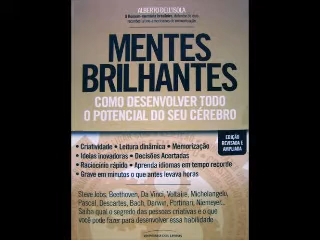 ALBERTO DELL'ISOLA
MENTES
BRILHANTES
COMO DESENVOLVER TODO
O POTENCIAL DO SEU CÉREBRO
EDIÇÃO
REVISADA E
AMPLIADA
• Criatividade • Leitura dinâmica • Memorização
• Ideias inovadoras • Decisões Acertadas
• Raciocínio rápido • Aprenda idiomas em tempo recorde
• Grave em minutos o que antes levava horas
Steve Jobs, Beethoven, Da Vinci, Voltaire, Michelangelo,
Pascal, Descartes, Bach, Darwin, Portinari, Niemeyer...
Saiba qual o segredo das pessoas criativas e o que
você pode fazer para desenvolver essa habilidade